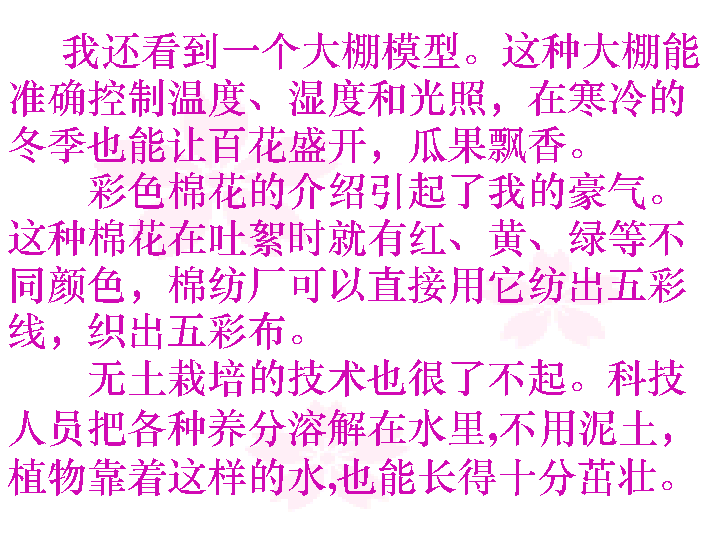 我还看到一个大棚模型。这种大棚能
准确控制温度、湿度和光照，在寒冷的
冬季也能让百花盛开，瓜果飘香。
彩色棉花的介绍引起了我的豪气。
这种棉花在吐絮时就有红、黄、绿等不
同颜色，棉纺厂可以直接用它纺出五彩
线，织出五彩布。
无土栽培的技术也很了不起。科技
人员把各种养分溶解在水里,不用泥土，
植物靠着这样的水,也能长得十分茁壮。